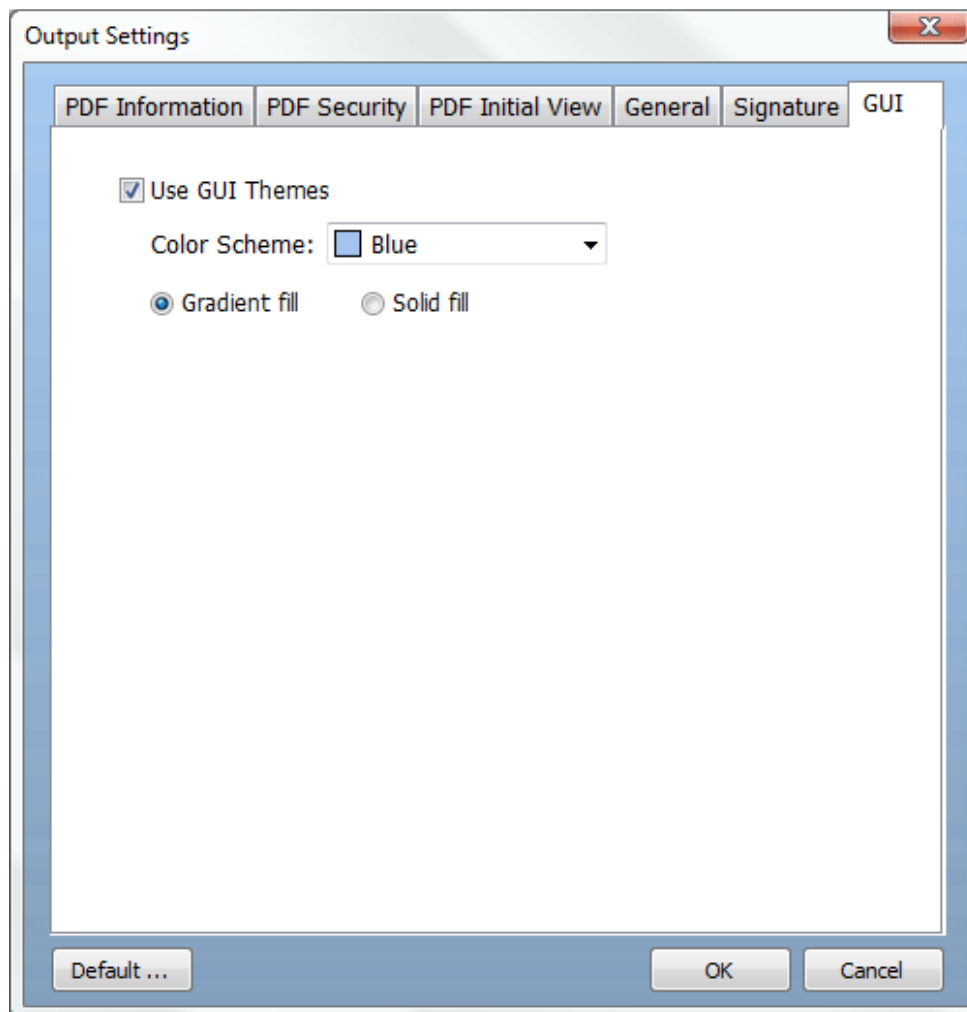 Output Settings
PDF Information PDF Security PDF Initial View General Signature GUI
Use GUI Themes
Color Scheme: Blue
Gradient fill Solid fill
Default ... OK Cancel